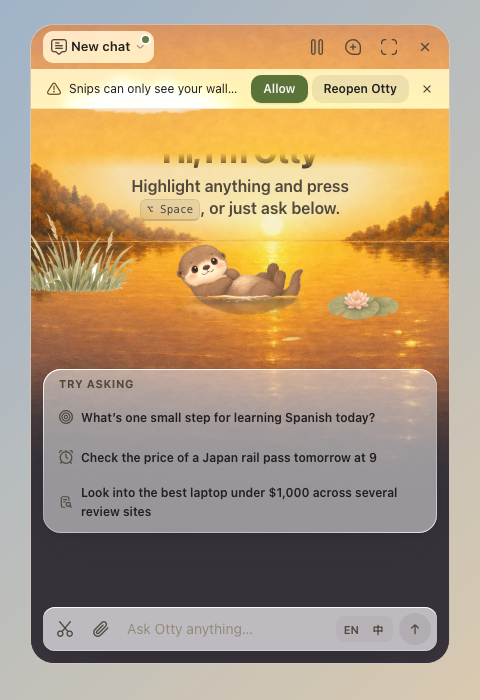 New chat
Snips can only see your wall...
Allow
Reopen Otty
Hi, I'm Otty
Highlight anything and press
⌥ Space, or just ask below.
TRY ASKING
What's one small step for learning Spanish today?
Check the price of a Japan rail pass tomorrow at 9
Look into the best laptop under $1,000 across several
review sites
Ask Otty anything...
EN 中